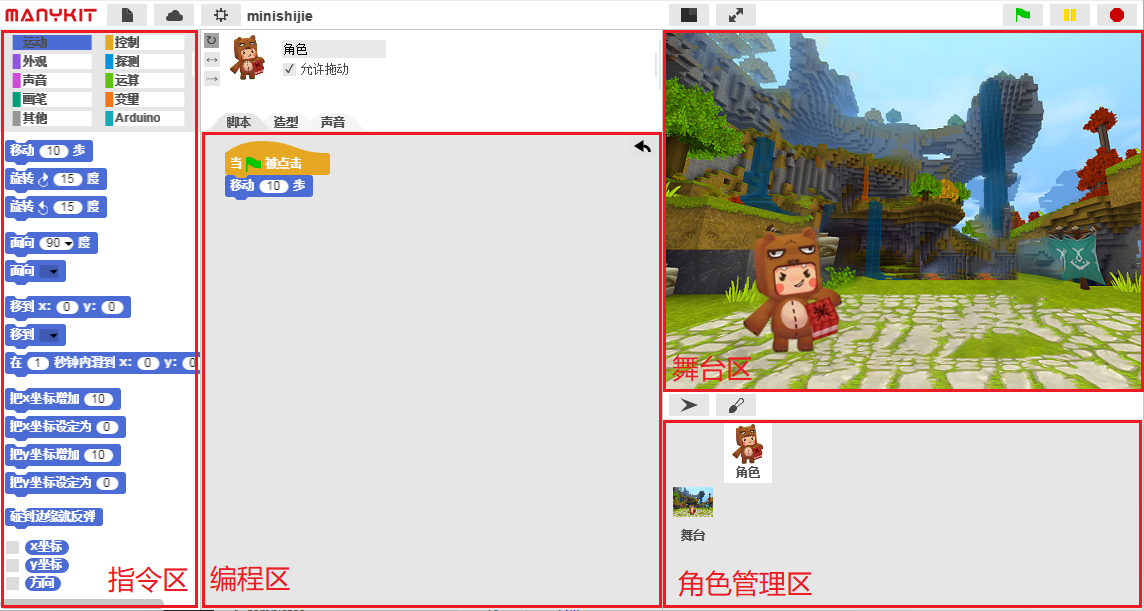 MANYKIT
minishijie
运动 控制
外观 探测
声音 运算
画笔 变量
其他 Arduino
移动 10 步
旋转 15 度
旋转 15 度
面向 90 度
面向
移到 x: 0 y: 0
移到
在 1 秒钟内滑到 x: 0 y: 0
把x坐标增加 10
把x坐标设定为 0
把y坐标增加 10
把y坐标设定为 0
碰到边缘就反弹
x坐标
y坐标
方向
指令区
角色
允许拖动
脚本 造型 声音
当 被点击
移动 10 步
编程区
舞台区
角色
舞台
角色管理区